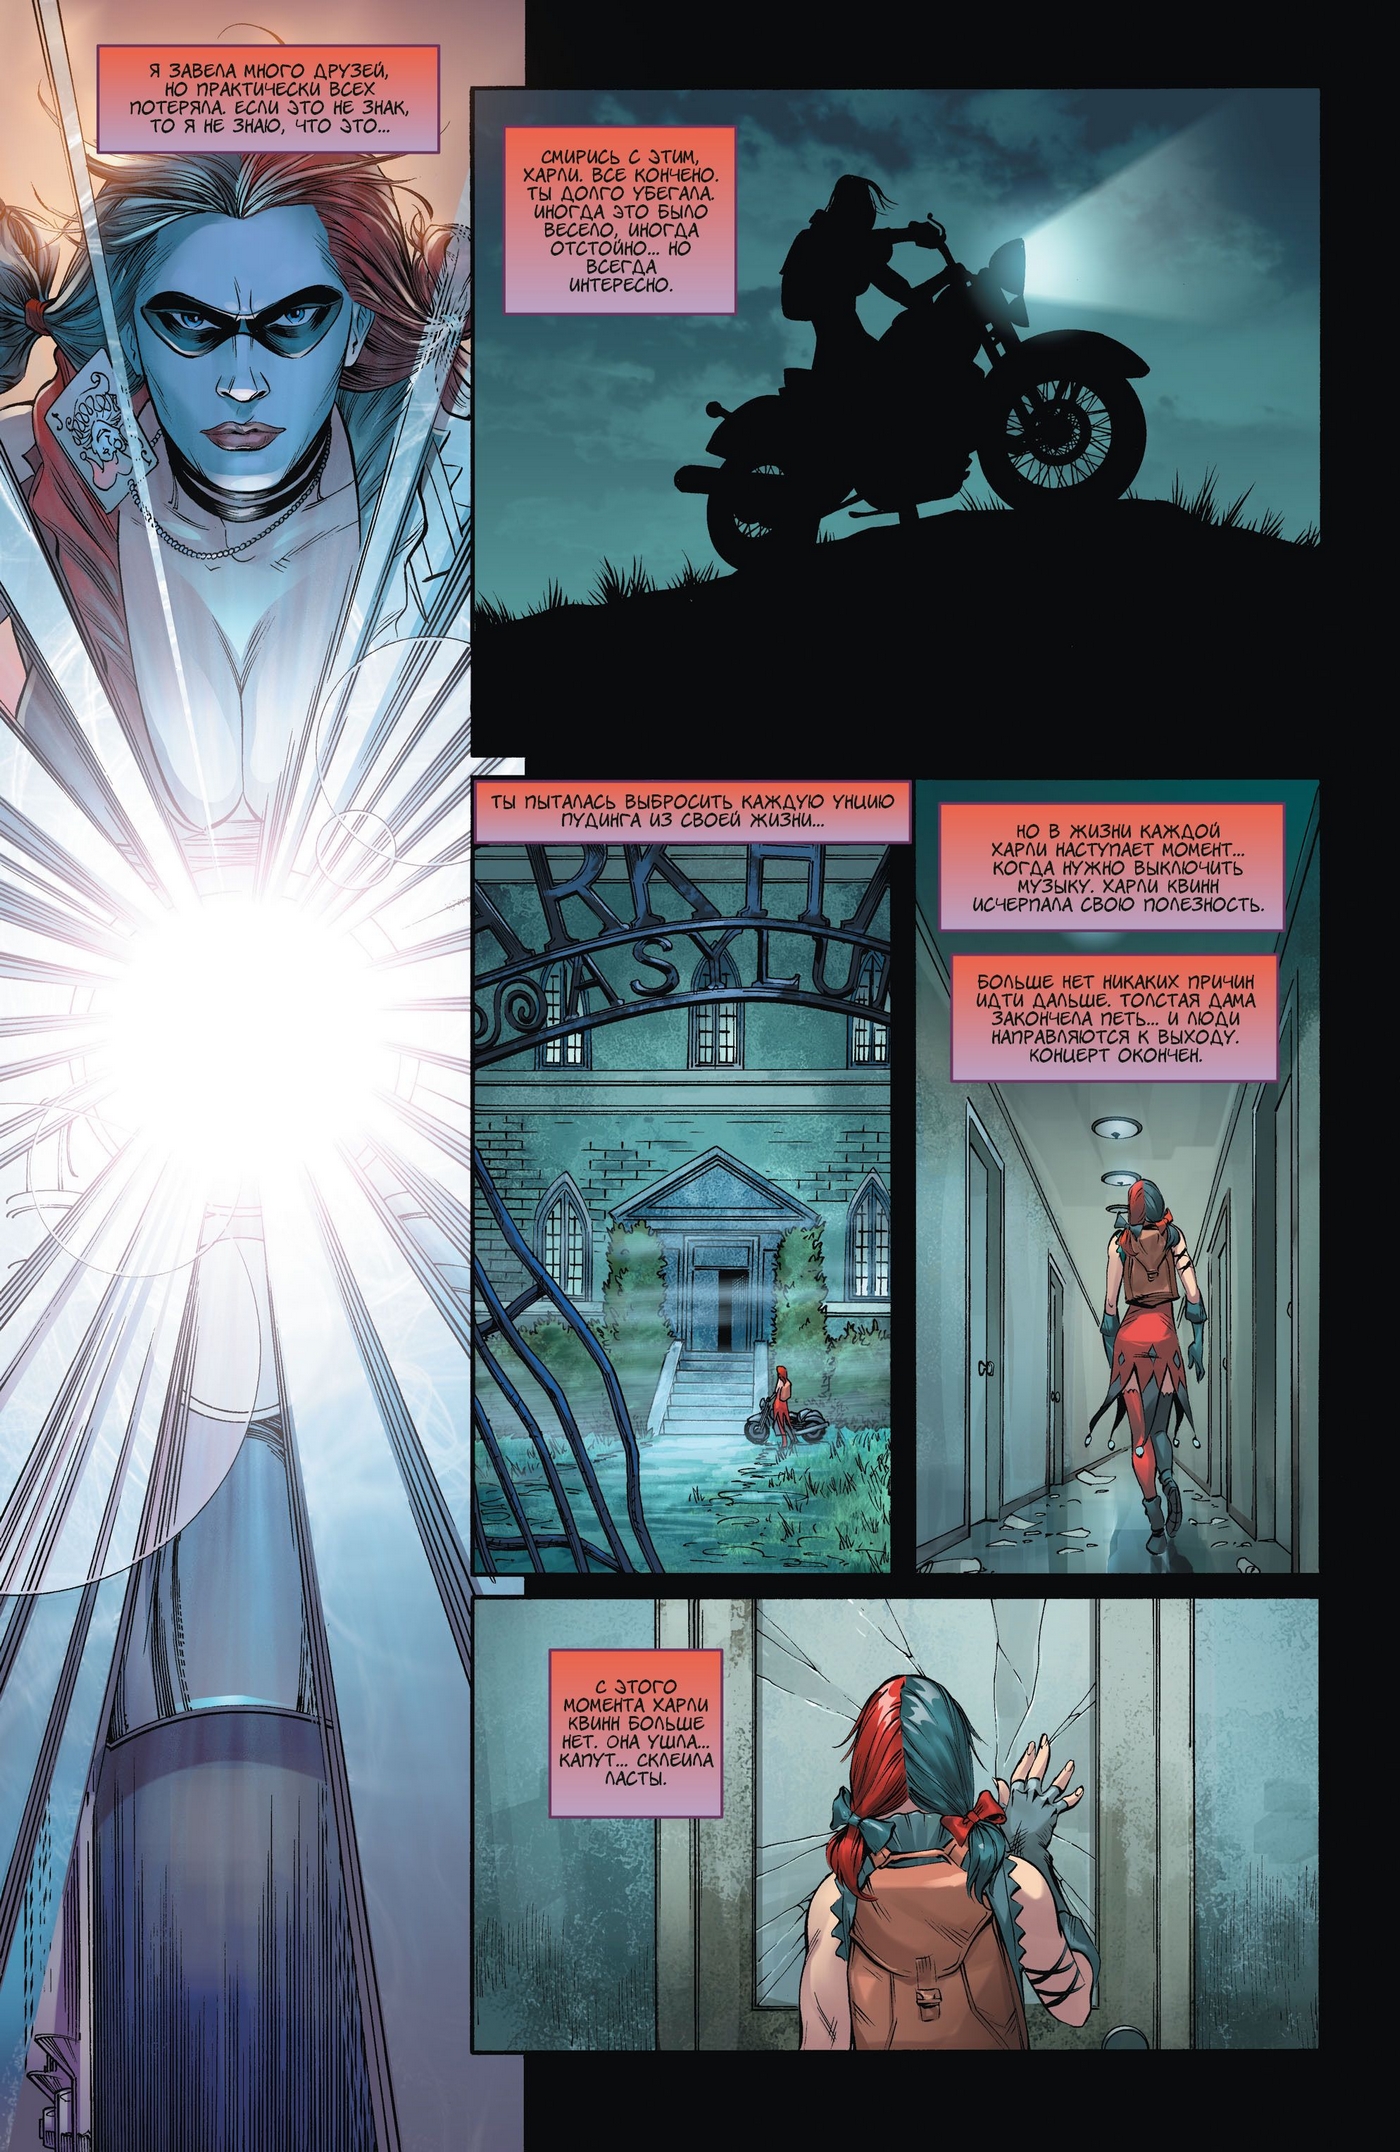 Я ЗАВЕЛА МНОГО ДРУЗЕЙ,
НО ПРАКТИЧЕСКИ ВСЕХ
ПОТЕРЯЛА. ЕСЛИ ЭТО НЕ ЗНАК,
ТО Я НЕ ЗНАЮ, ЧТО ЭТО...
СМИРИСЬ С ЭТИМ,
ХАРЛИ. ВСЕ КОНЧЕНО.
ТЫ ДОЛГО УБЕГАЛА.
ИНОГДА ЭТО БЫЛО
ВЕСЕЛО, ИНОГДА
ОТСТОЙНО... НО
ВСЕГДА
ИНТЕРЕСНО.
ТЫ ПЫТАЛАСЬ ВЫБРОСИТЬ КАЖДУЮ УНЦИЮ
ПУДИНГА ИЗ СВОЕЙ ЖИЗНИ...
ARKHA
ASYLU
НО В ЖИЗНИ КАЖДОЙ
ХАРЛИ НАСТУПАЕТ МОМЕНТ...
КОГДА НУЖНО ВЫКЛЮЧИТЬ
МУЗЫКУ. ХАРЛИ КВИНН
ИСЧЕРПАЛА СВОЮ ПОЛЕЗНОСТЬ.
БОЛЬШЕ НЕТ НИКАКИХ ПРИЧИН
ИДТИ ДАЛЬШЕ. ТОЛСТАЯ ДАМА
ЗАКОНЧЕЛА ПЕТЬ... И ЛЮДИ
НАПРАВЛЯЮТСЯ К ВЫХОДУ.
КОНЦЕРТ ОКОНЧЕН.
С ЭТОГО
МОМЕНТА ХАРЛИ
КВИНН БОЛЬШЕ
НЕТ. ОНА УШЛА...
КАПУТ... СКЛЕИЛА
ЛАСТЫ.